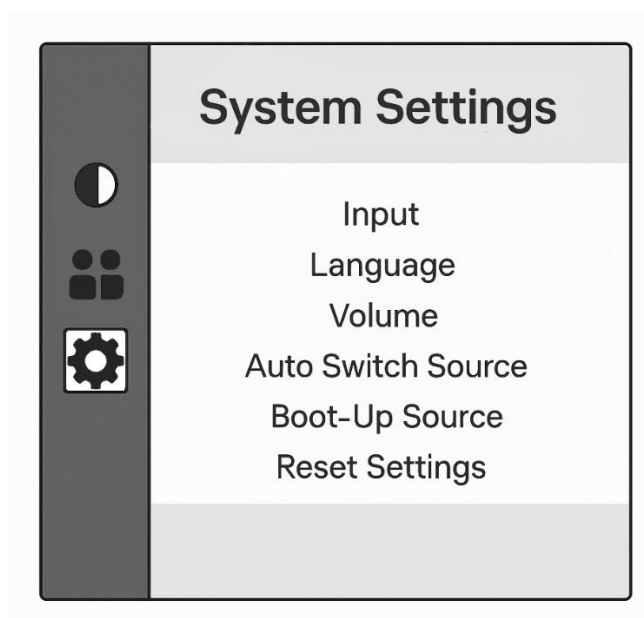 System Settings
Input
Language
Volume
Auto Switch Source
Boot-Up Source
Reset Settings